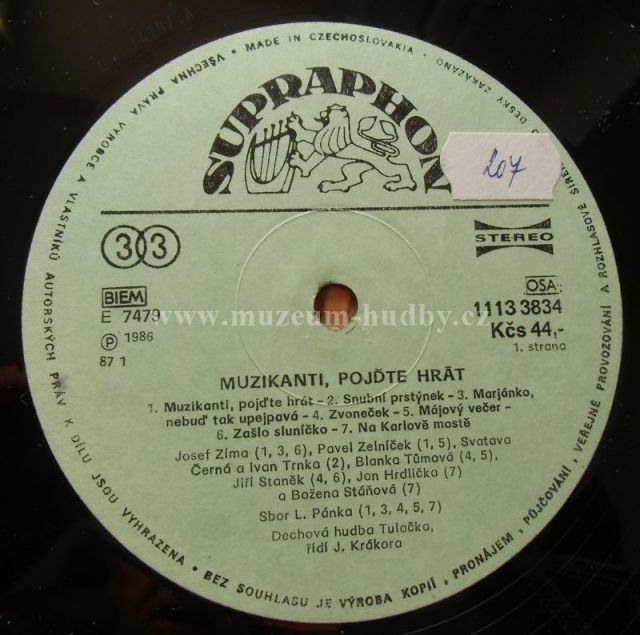 SUPRAPHON
207
33
STEREO
BIEM
OSA:
E 7479
1113 3834
Ⓟ 1986
Kčs 44,-
87 1
1. strana
www.muzeum-hudby.cz
MUZIKANTI, POJĎTE HRÁT
1. Muzikanti, pojďte hrát – 2. Snubní prstýnek – 3. Marjánko,
nebuď tak upejpavá – 4. Zvoneček – 5. Májový večer –
6. Zašlo sluníčko – 7. Na Karlově mostě
Josef Zíma (1, 3, 6), Pavel Zelníček (1, 5), Svatava
Černá a Ivan Trnka (2), Blanka Tůmová (4, 5),
Jiří Staněk (4, 6), Jan Hrdlička (7)
a Božena Stáňová (7)
Sbor L. Pánka (1, 3, 4, 5, 7)
Dechová hudba Tulačka,
řídí J. Krákora
MADE IN CZECHOSLOVAKIA • VŠECHNA PRÁVA VÝROBCE A VLASTNÍKŮ AUTORSKÝCH PRÁV K DÍLU JSOU VYHRAZENA • BEZ SOUHLASU JE VÝROBA KOPIÍ, PRONÁJEM, PŮJČOVÁNÍ, VEŘEJNÉ PROVOZOVÁNÍ A ROZHLASOVÉ ŠÍŘE DESKY ZAKÁZÁNO